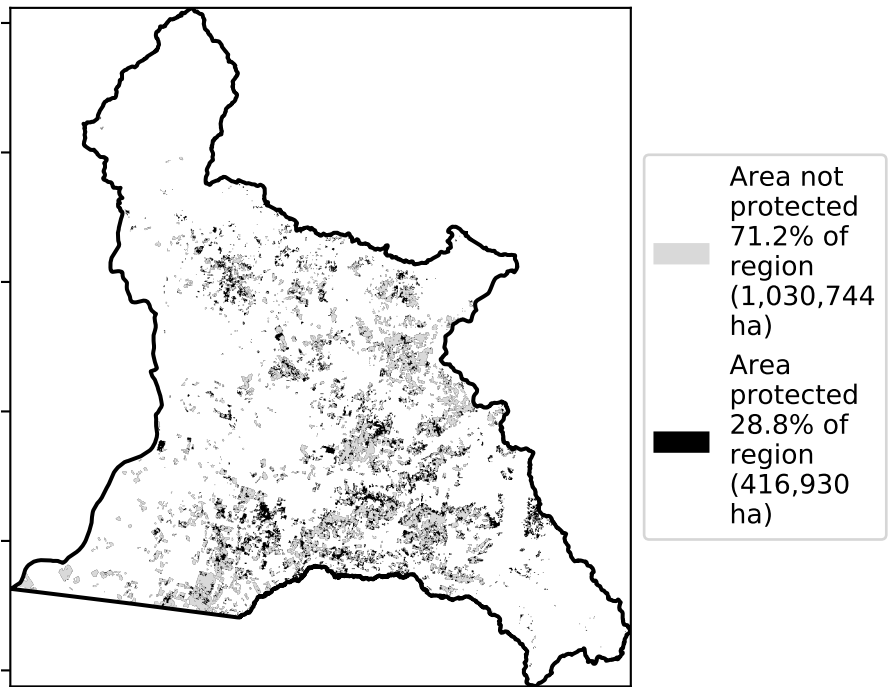 Area not
protected
71.2% of
region
(1,030,744
ha)
Area
protected
28.8% of
region
(416,930
ha)